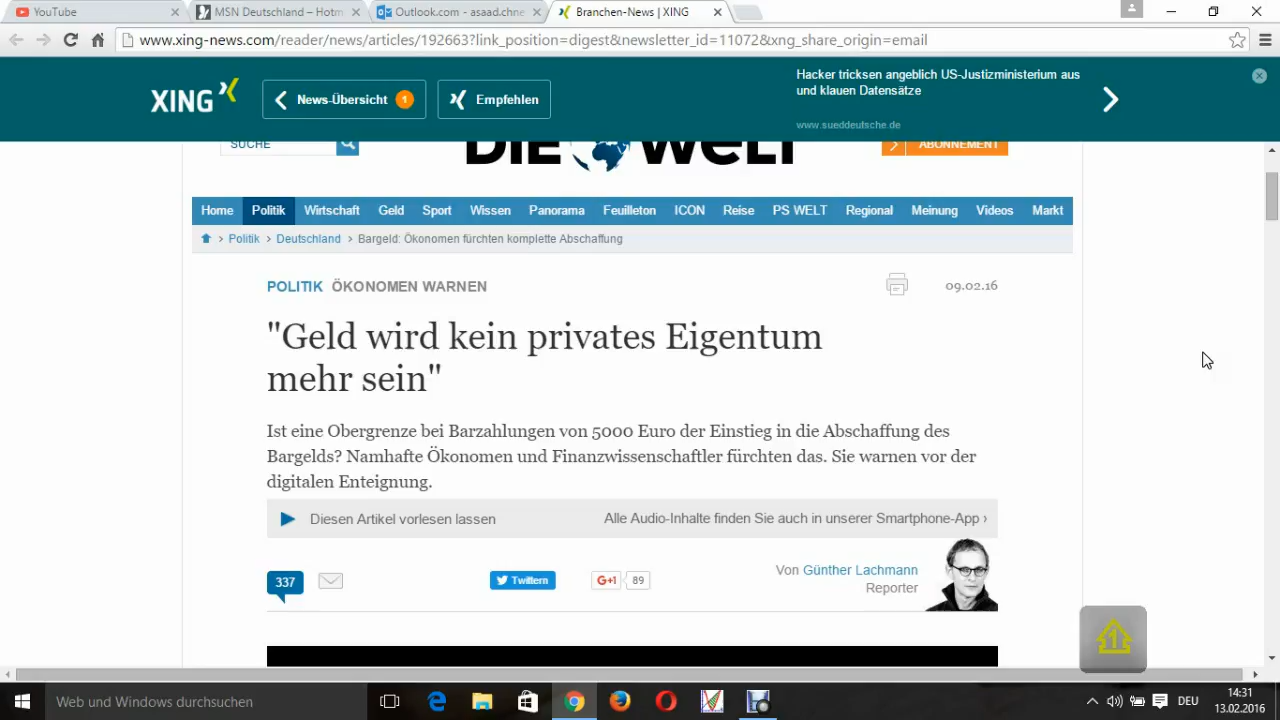 YouTube
MSN Deutschland – Hotm
Outlook.com - asaad.chne
Branchen-News | XING
www.xing-news.com/reader/news/articles/192663?link_position=digest&newsletter_id=11072&xng_share_origin=email
XING
News-Übersicht 1
Empfehlen
Hacker tricksen angeblich US-Justizministerium aus
und klauen Datensätze
www.sueddeutsche.de
SUCHE
DIE WELT
ABONNEMENT
Home Politik Wirtschaft Geld Sport Wissen Panorama Feuilleton ICON Reise PS WELT Regional Meinung Videos Markt
Politik > Deutschland > Bargeld: Ökonomen fürchten komplette Abschaffung
POLITIK ÖKONOMEN WARNEN
09.02.16
"Geld wird kein privates Eigentum
mehr sein"
Ist eine Obergrenze bei Barzahlungen von 5000 Euro der Einstieg in die Abschaffung des
Bargelds? Namhafte Ökonomen und Finanzwissenschaftler fürchten das. Sie warnen vor der
digitalen Enteignung.
Diesen Artikel vorlesen lassen
Alle Audio-Inhalte finden Sie auch in unserer Smartphone-App ›
337
Twittern
G+1 89
Von Günther Lachmann
Reporter
1
Web und Windows durchsuchen
DEU
14:31
13.02.2016